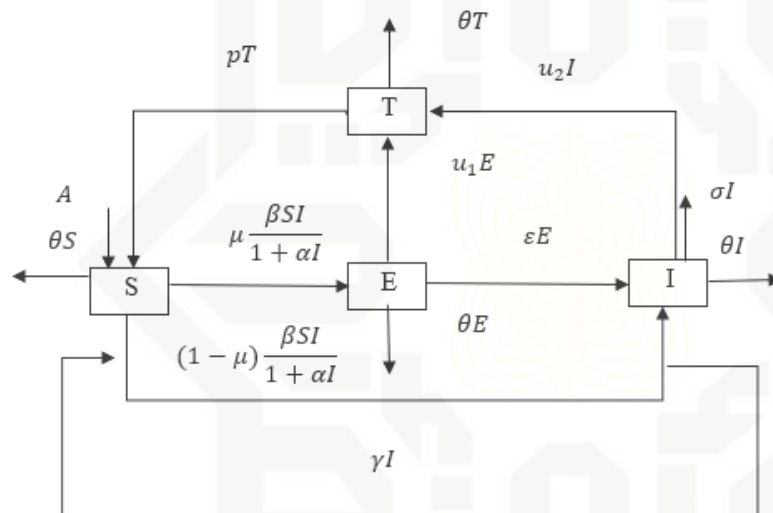 θT
pT
u₂I
T
u₁E
A
σI
θS
μ βSI / 1 + αI
εE
θI
S
E
I
θE
(1 − μ) βSI / 1 + αI
γI